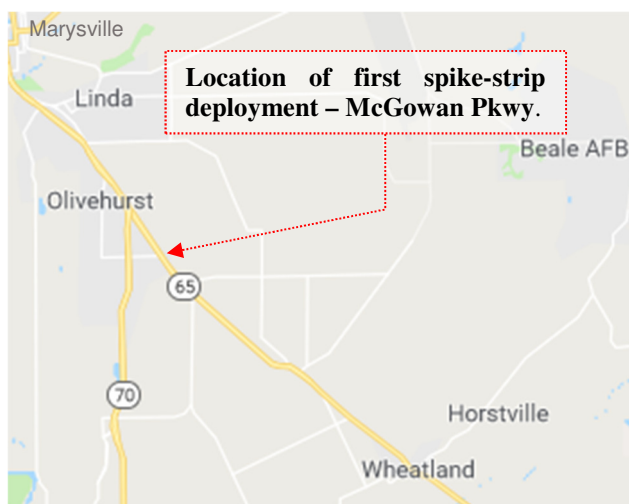 Marysville
Location of first spike-strip
deployment – McGowan Pkwy.
Linda
Beale AFB
Olivehurst
65
70
Horstville
Wheatland